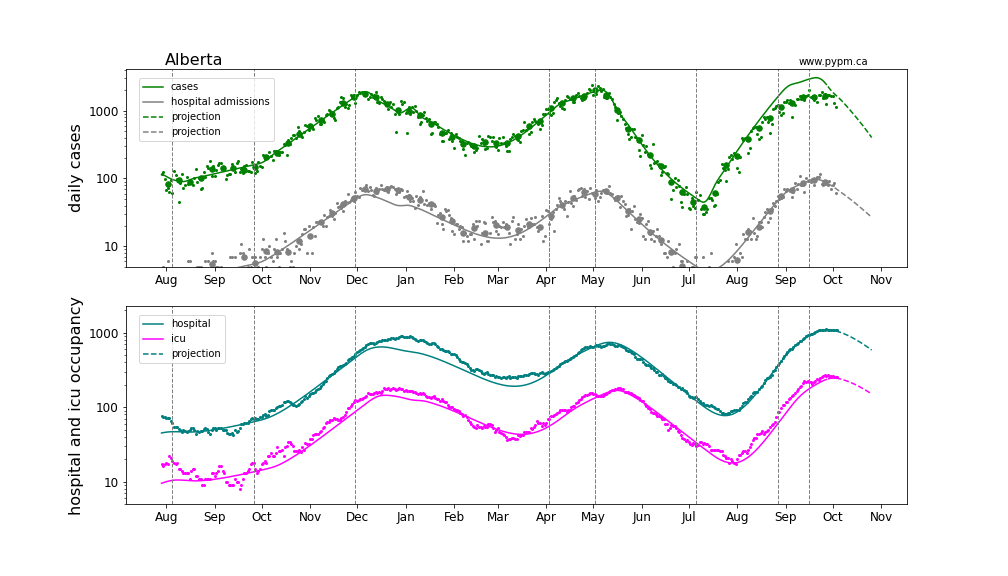 Alberta
www.pypm.ca
daily cases
1000
100
10
cases
hospital admissions
projection
projection
Aug Sep Oct Nov Dec Jan Feb Mar Apr May Jun Jul Aug Sep Oct Nov
hospital and icu occupancy
1000
100
10
hospital
icu
projection
Aug Sep Oct Nov Dec Jan Feb Mar Apr May Jun Jul Aug Sep Oct Nov